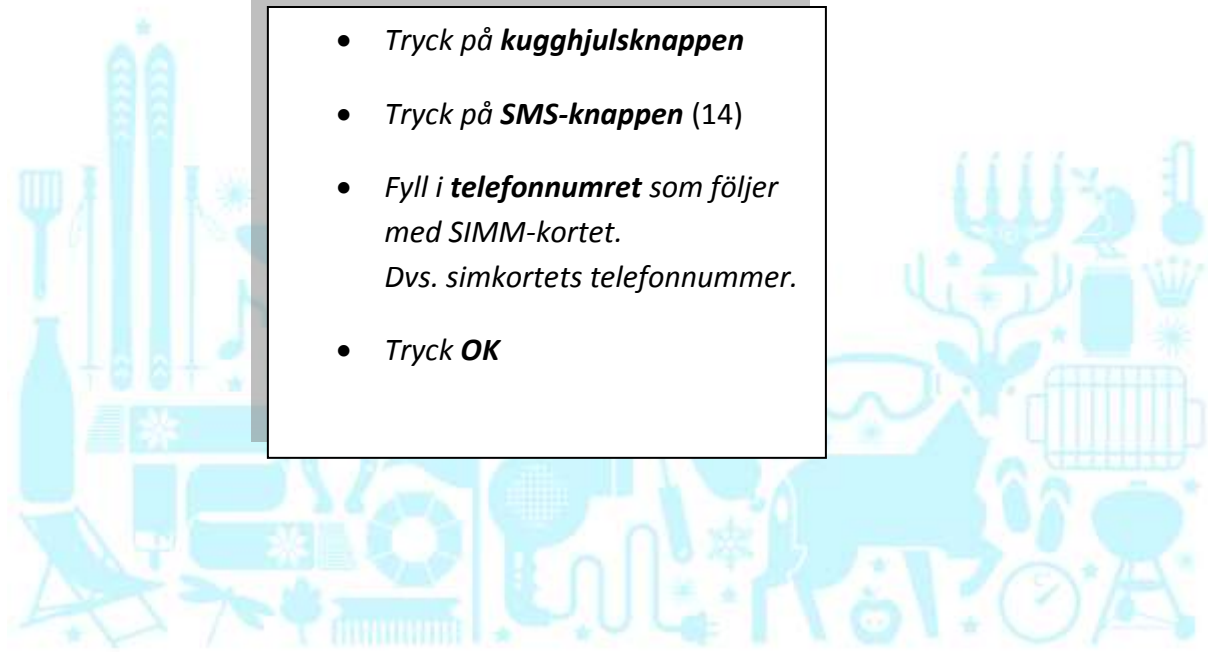 • Tryck på kugghjulsknappen
• Tryck på SMS-knappen (14)
• Fyll i telefonnumret som följer
med SIMM-kortet.
Dvs. simkortets telefonnummer.
• Tryck OK